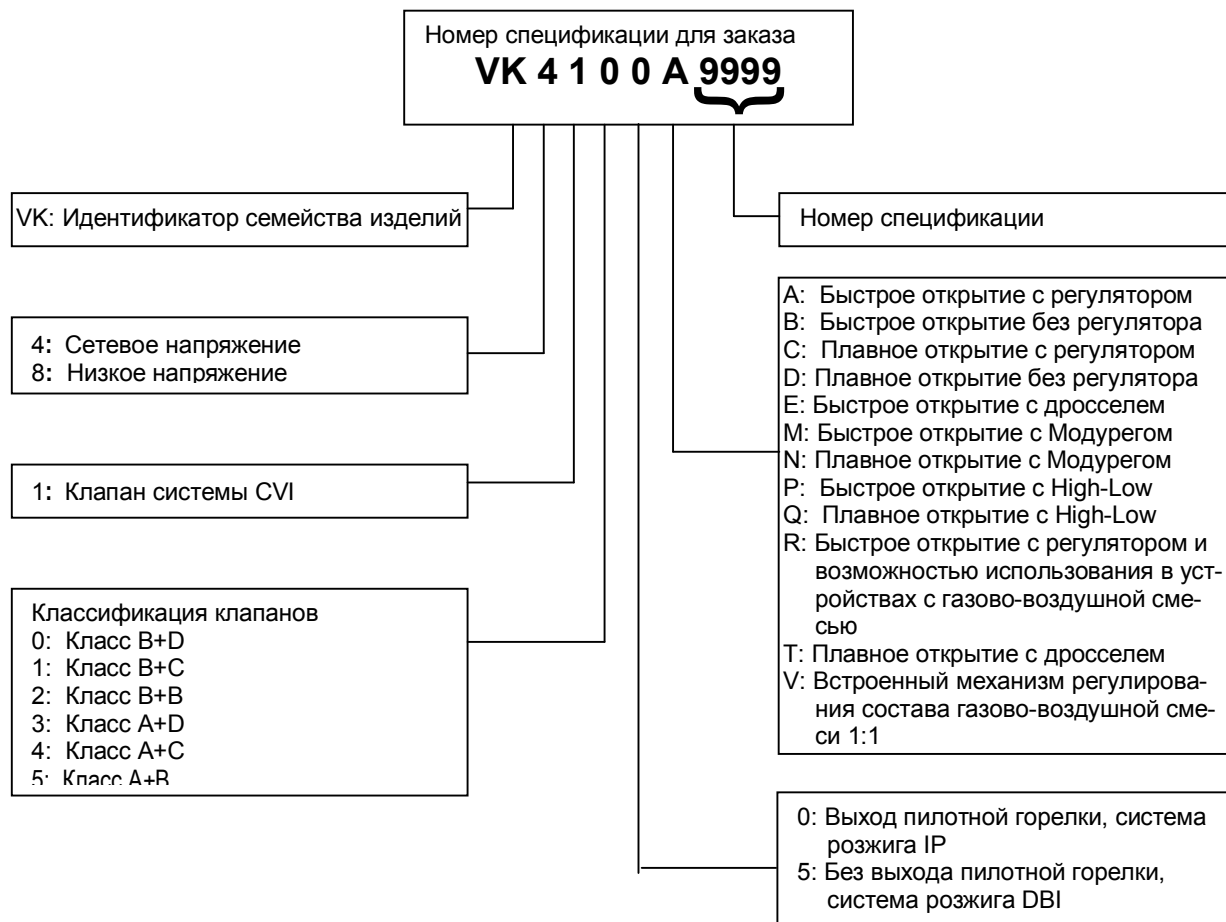 Номер спецификации для заказа
VK 4 1 0 0 A 9999
VK: Идентификатор семейства изделий
4: Сетевое напряжение
8: Низкое напряжение
1: Клапан системы CVI
Классификация клапанов
0: Класс B+D
1: Класс B+C
2: Класс B+B
3: Класс A+D
4: Класс A+C
5: Класс A+B
Номер спецификации
A: Быстрое открытие с регулятором
B: Быстрое открытие без регулятора
C: Плавное открытие с регулятором
D: Плавное открытие без регулятора
E: Быстрое открытие с дросселем
M: Быстрое открытие с Модурегом
N: Плавное открытие с Модурегом
P: Быстрое открытие с High-Low
Q: Плавное открытие с High-Low
R: Быстрое открытие с регулятором и
возможностью использования в уст-
ройствах с газово-воздушной сме-
сью
T: Плавное открытие с дросселем
V: Встроенный механизм регулирова-
ния состава газово-воздушной сме-
си 1:1
0: Выход пилотной горелки, система
розжига IP
5: Без выхода пилотной горелки,
система розжига DBI